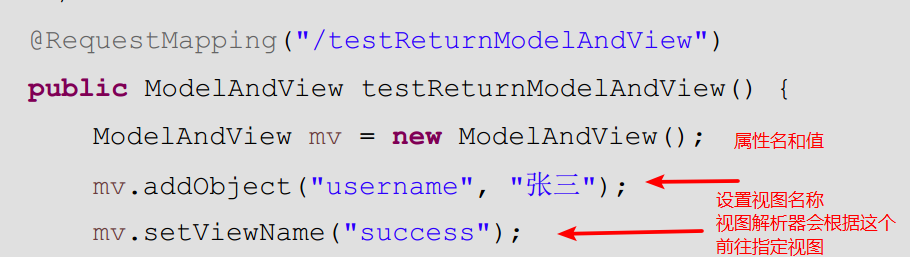 @RequestMapping("/testReturnModelAndView")
public ModelAndView testReturnModelAndView() {
ModelAndView mv = new ModelAndView();
属性名和值
mv.addObject("username", "张三");
设置视图名称
视图解析器会根据这个
前往指定视图
mv.setViewName("success");